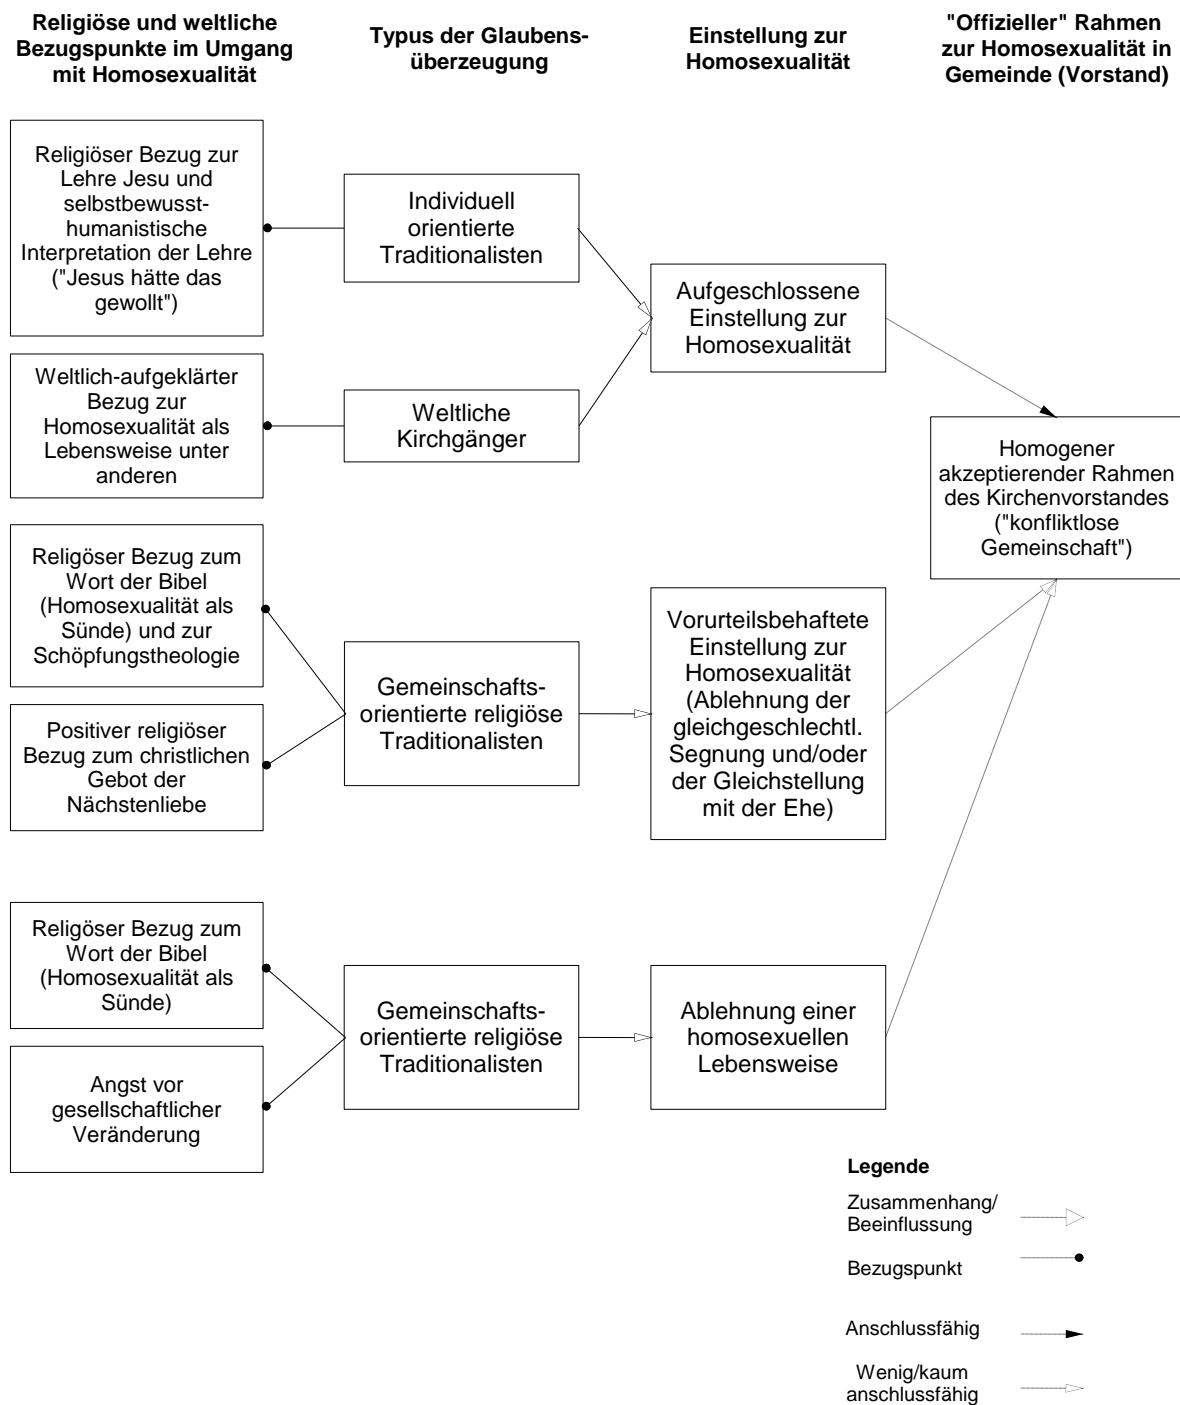 Religiöse und weltliche
Bezugspunkte im Umgang
mit Homosexualität
Typus der Glaubens-
überzeugung
Einstellung zur
Homosexualität
"Offizieller" Rahmen
zur Homosexualität in
Gemeinde (Vorstand)
Religiöser Bezug zur
Lehre Jesu und
selbstbewusst-
humanistische
Interpretation der Lehre
("Jesus hätte das
gewollt")
Individuell
orientierte
Traditionalisten
Aufgeschlossene
Einstellung zur
Homosexualität
Weltlich-aufgeklärter
Bezug zur
Homosexualität als
Lebensweise unter
anderen
Weltliche
Kirchgänger
Homogener
akzeptierender Rahmen
des Kirchenvorstandes
("konfliktlose
Gemeinschaft")
Religöser Bezug zum
Wort der Bibel
(Homosexualität als
Sünde) und zur
Schöpfungstheologie
Positiver religiöser
Bezug zum christlichen
Gebot der
Nächstenliebe
Gemeinschafts-
orientierte religiöse
Traditionalisten
Vorurteilsbehaftete
Einstellung zur
Homosexualität
(Ablehnung der
gleichgeschlechtl.
Segnung und/oder
der Gleichstellung
mit der Ehe)
Religöser Bezug zum
Wort der Bibel
(Homosexualität als
Sünde)
Angst vor
gesellschaftlicher
Veränderung
Gemeinschafts-
orientierte religiöse
Traditionalisten
Ablehnung einer
homosexuellen
Lebensweise
Legende
Zusammenhang/
Beeinflussung
Bezugspunkt
Anschlussfähig
Wenig/kaum
anschlussfähig